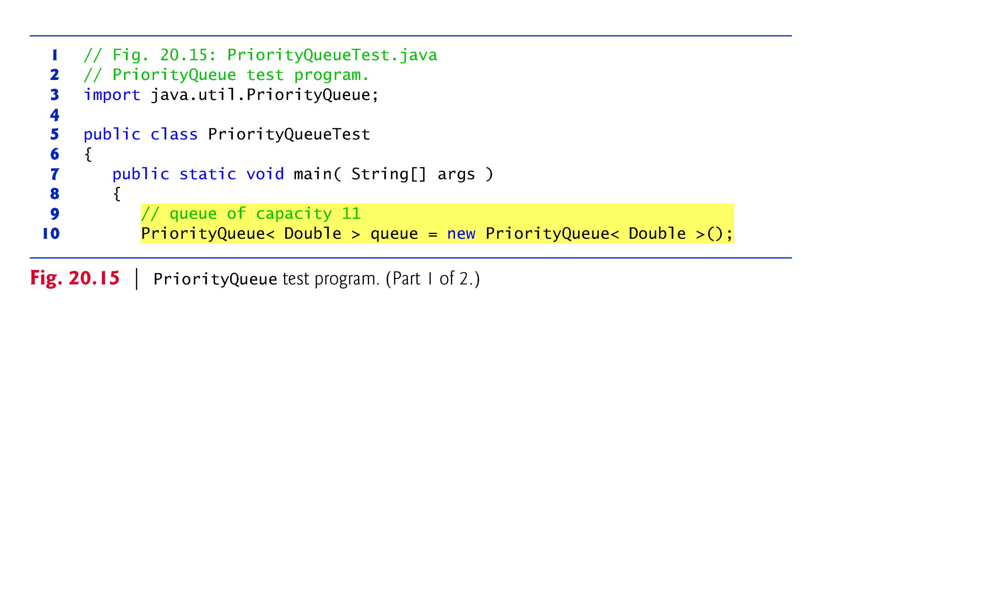 1 // Fig. 20.15: PriorityQueueTest.java
2 // PriorityQueue test program.
3 import java.util.PriorityQueue;
4
5 public class PriorityQueueTest
6 {
7 public static void main( String[] args )
8 {
9 // queue of capacity 11
10 PriorityQueue< Double > queue = new PriorityQueue< Double >();
Fig. 20.15 | PriorityQueue test program. (Part 1 of 2.)